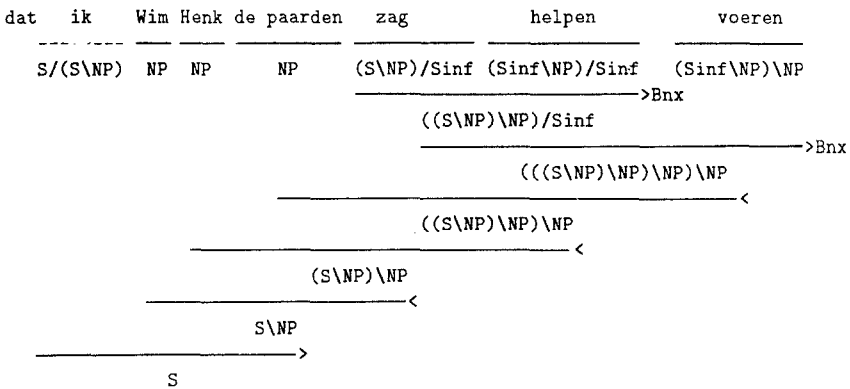 dat ik Wim Henk de paarden zag helpen voeren
S/(S\NP) NP NP NP (S\NP)/Sinf (Sinf\NP)/Sinf (Sinf\NP)\NP
>Bnx
((S\NP)\NP)/Sinf
>Bnx
(((S\NP)\NP)\NP)\NP
<
((S\NP)\NP)\NP
<
(S\NP)\NP
<
S\NP
>
S